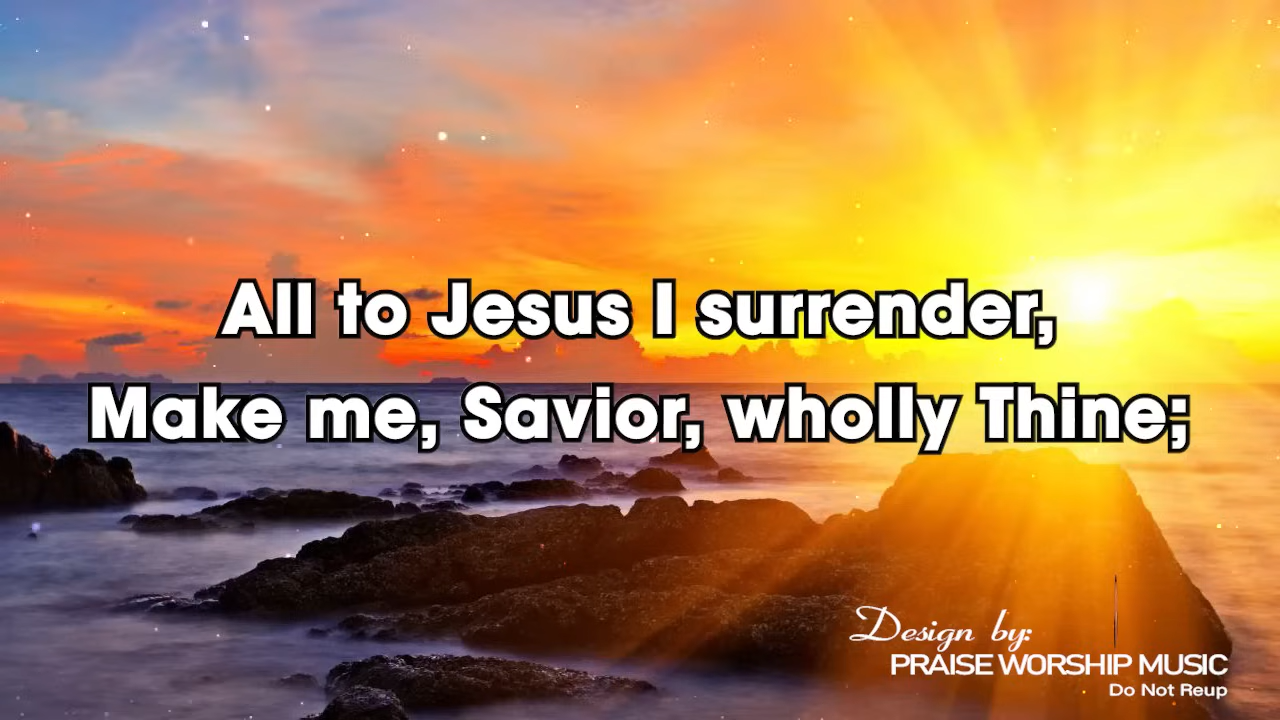 All to Jesus I surrender,
Make me, Savior, wholly Thine;
Design by:
PRAISE WORSHIP MUSIC
Do Not Reup